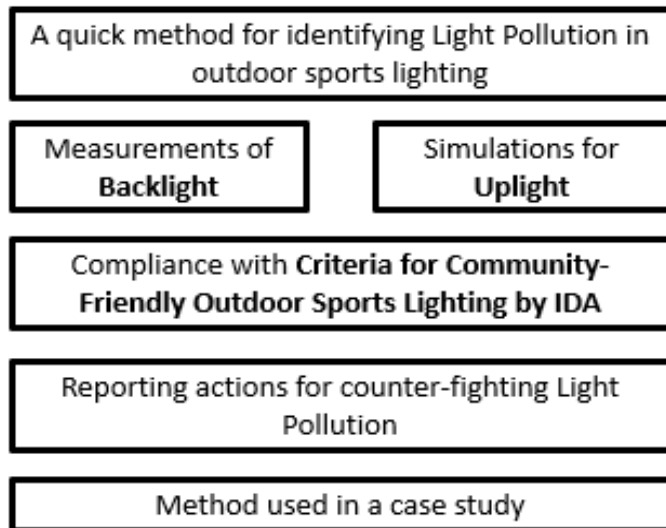 A quick method for identifying Light Pollution in
outdoor sports lighting
Measurements of
Backlight
Simulations for
Uplight
Compliance with Criteria for Community-
Friendly Outdoor Sports Lighting by IDA
Reporting actions for counter-fighting Light
Pollution
Method used in a case study